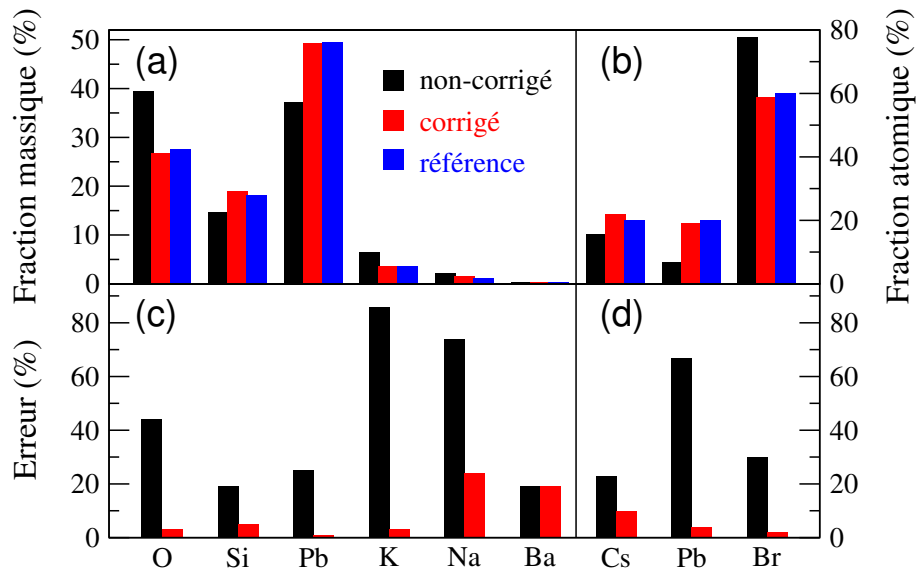 Fraction massique (%)
50
40
30
20
10
0
(a)
non-corrigé
corrigé
référence
(b)
80
60
40
20
0
Fraction atomique (%)
Erreur (%)
80
60
40
20
0
(c)
(d)
80
60
40
20
0
O Si Pb K Na Ba Cs Pb Br